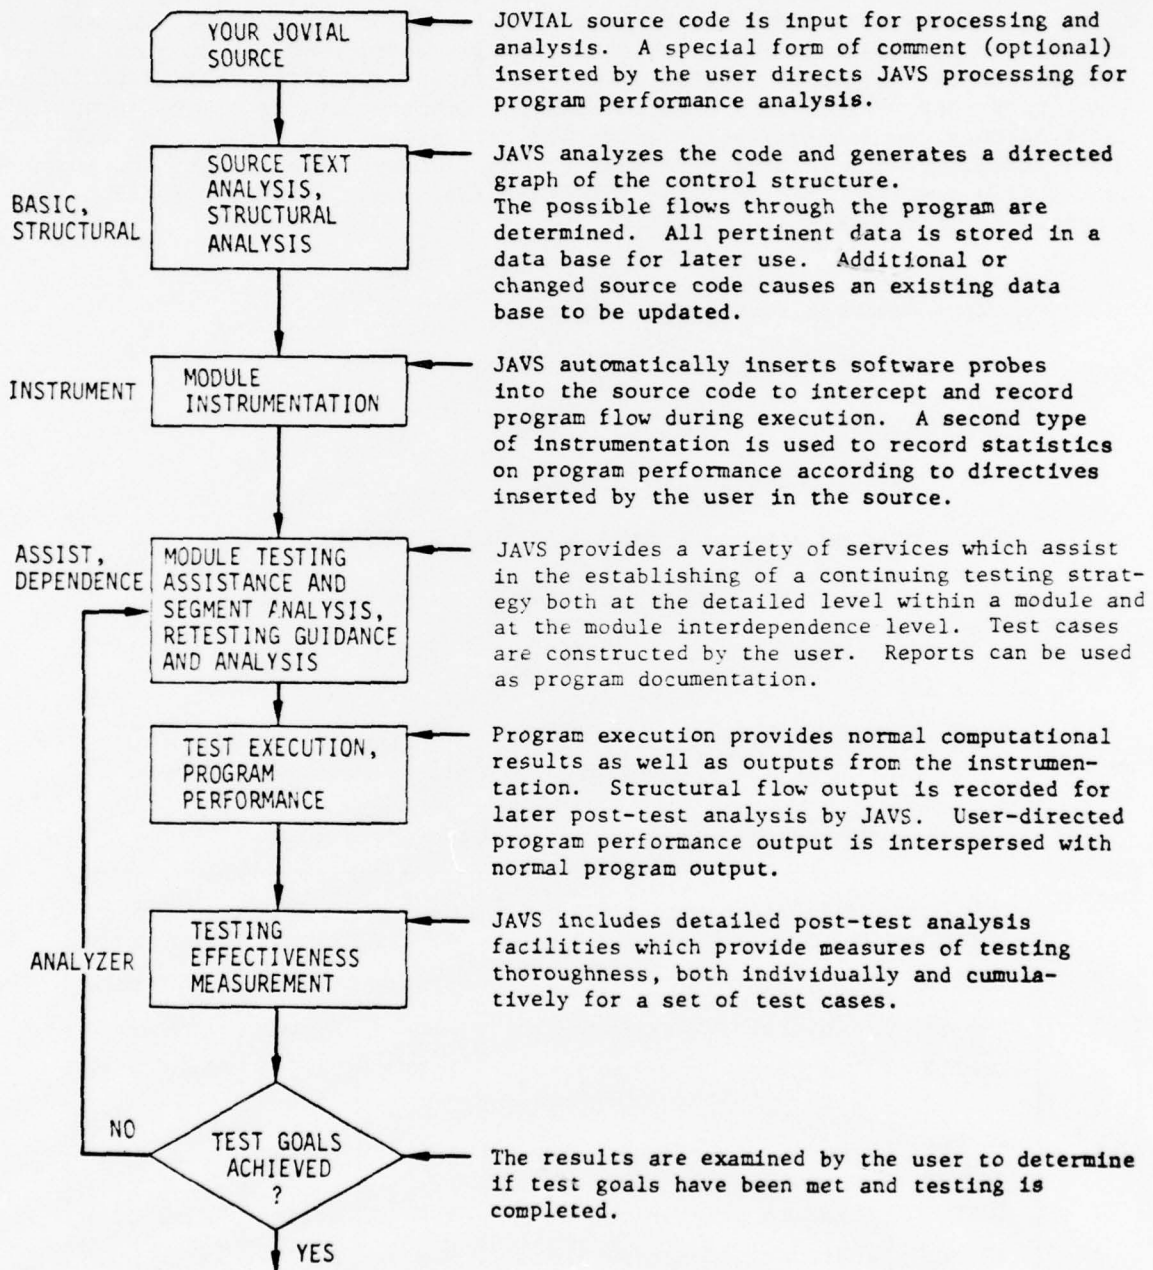 YOUR JOVIAL
SOURCE
JOVIAL source code is input for processing and
analysis. A special form of comment (optional)
inserted by the user directs JAVS processing for
program performance analysis.
BASIC,
STRUCTURAL
SOURCE TEXT
ANALYSIS,
STRUCTURAL
ANALYSIS
JAVS analyzes the code and generates a directed
graph of the control structure.
The possible flows through the program are
determined. All pertinent data is stored in a
data base for later use. Additional or
changed source code causes an existing data
base to be updated.
INSTRUMENT
MODULE
INSTRUMENTATION
JAVS automatically inserts software probes
into the source code to intercept and record
program flow during execution. A second type
of instrumentation is used to record statistics
on program performance according to directives
inserted by the user in the source.
ASSIST,
DEPENDENCE
MODULE TESTING
ASSISTANCE AND
SEGMENT ANALYSIS,
RETESTING GUIDANCE
AND ANALYSIS
JAVS provides a variety of services which assist
in the establishing of a continuing testing strat-
egy both at the detailed level within a module and
at the module interdependence level. Test cases
are constructed by the user. Reports can be used
as program documentation.
TEST EXECUTION,
PROGRAM
PERFORMANCE
Program execution provides normal computational
results as well as outputs from the instrumen-
tation. Structural flow output is recorded for
later post-test analysis by JAVS. User-directed
program performance output is interspersed with
normal program output.
ANALYZER
TESTING
EFFECTIVENESS
MEASUREMENT
JAVS includes detailed post-test analysis
facilities which provide measures of testing
thoroughness, both individually and cumula-
tively for a set of test cases.
NO
TEST GOALS
ACHIEVED
?
The results are examined by the user to determine
if test goals have been met and testing is
completed.
YES